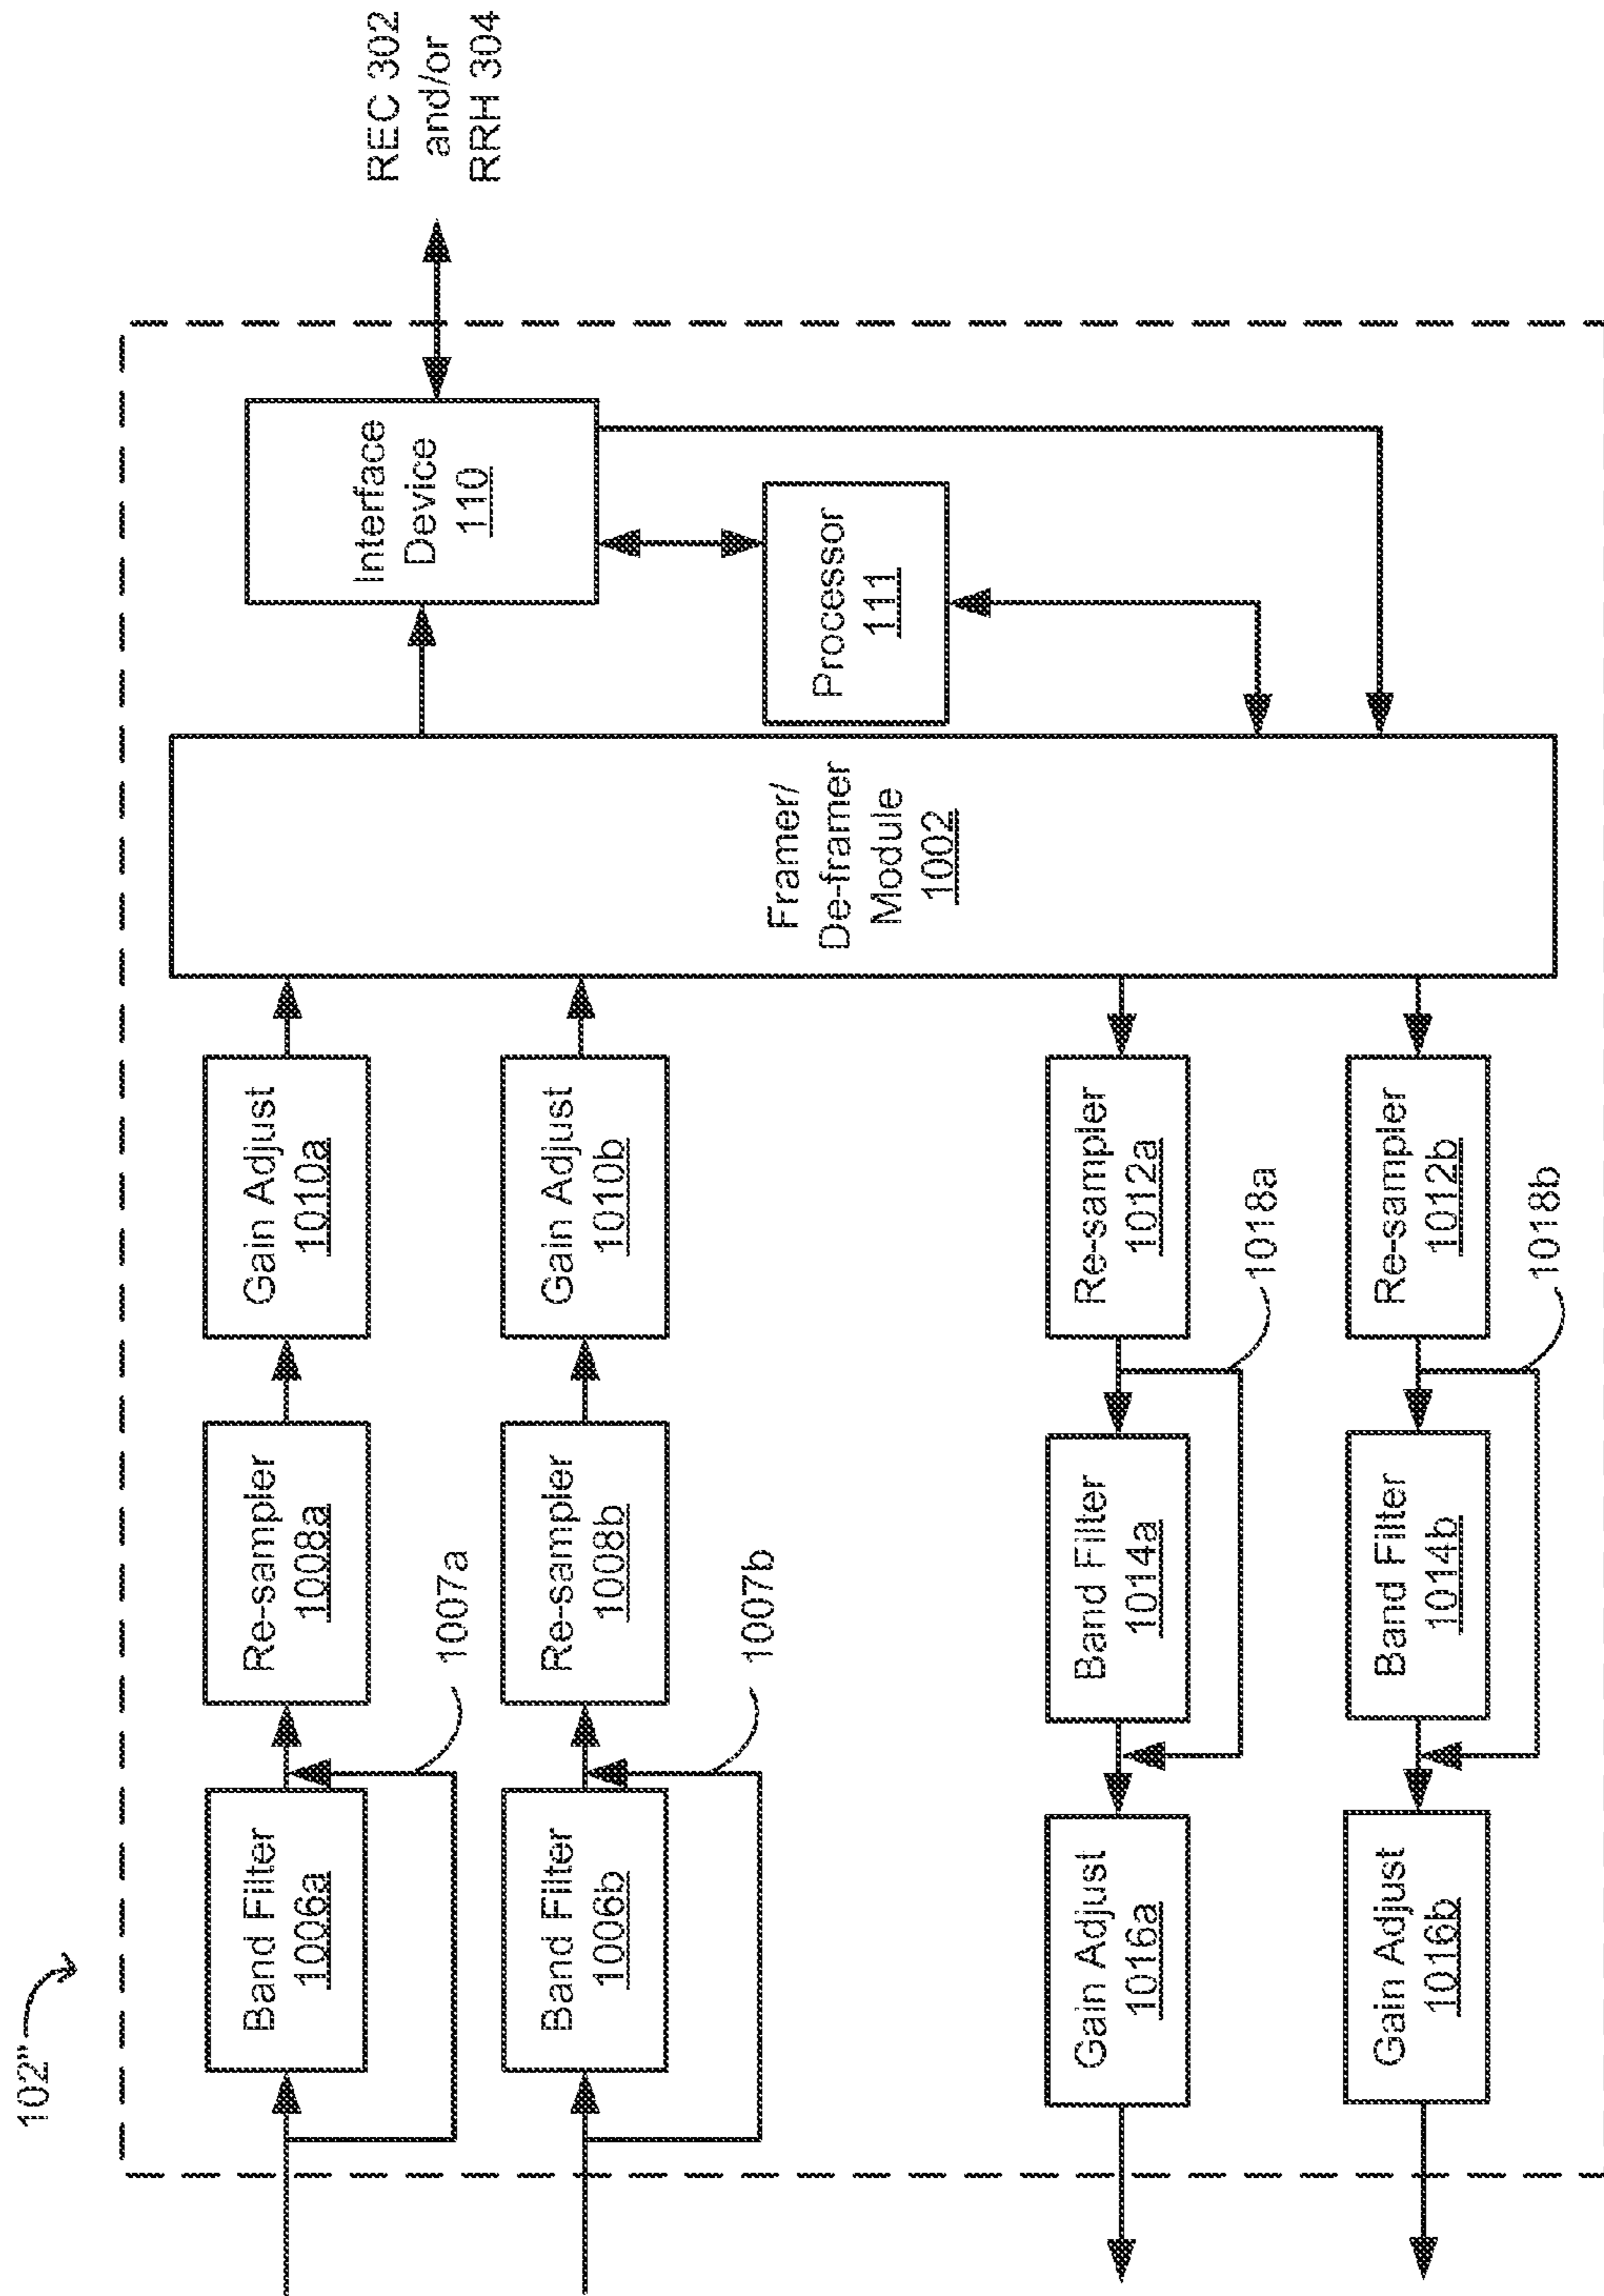 102"
REC 302
and/or
RRH 304
Band Filter
1006a
Re-sampler
1008a
Gain Adjust
1010a
1007a
Band Filter
1006b
Re-sampler
1008b
Gain Adjust
1010b
1007b
Framer/
De-framer
Module
1002
Interface
Device
110
Processor
111
Gain Adjust
1016a
Band Filter
1014a
Re-sampler
1012a
1018a
Gain Adjust
1016b
Band Filter
1014b
Re-sampler
1012b
1018b